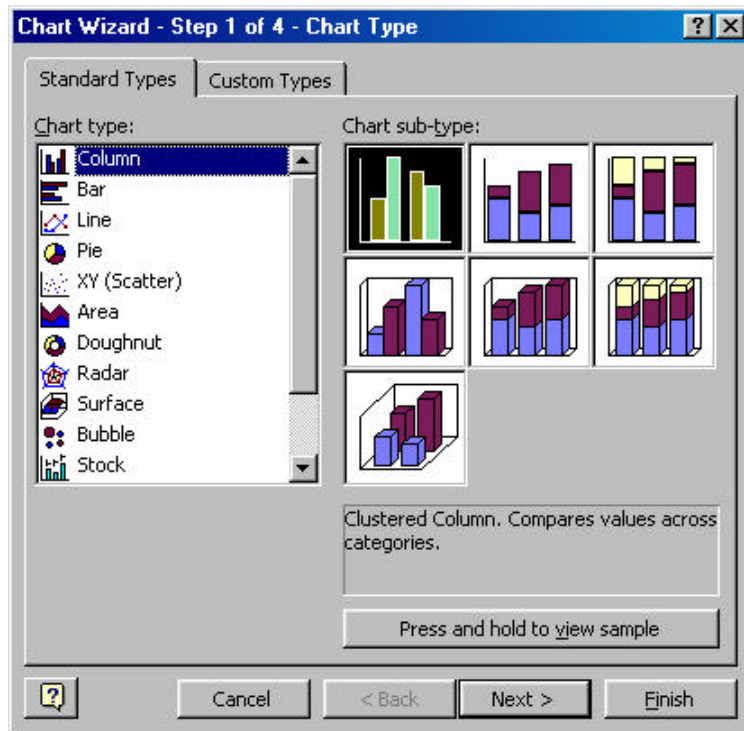 Chart Wizard - Step 1 of 4 - Chart Type
Standard Types
Custom Types
Chart type:
Column
Bar
Line
Pie
XY (Scatter)
Area
Doughnut
Radar
Surface
Bubble
Stock
Chart sub-type:
Clustered Column. Compares values across
categories.
Press and hold to view sample
Cancel
< Back
Next >
Finish